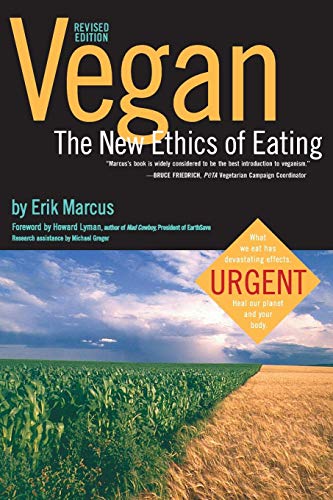 REVISED
EDITION
Vegan
The New Ethics of Eating
"Marcus's book is widely considered to be the best introduction to veganism."
—BRUCE FRIEDRICH, PETA Vegetarian Campaign Coordinator
by Erik Marcus
Foreword by Howard Lyman, author of Mad Cowboy, President of EarthSave
Research assistance by Michael Greger
What
we eat has
devastating effects.
URGENT
Heal our planet
and your
body.